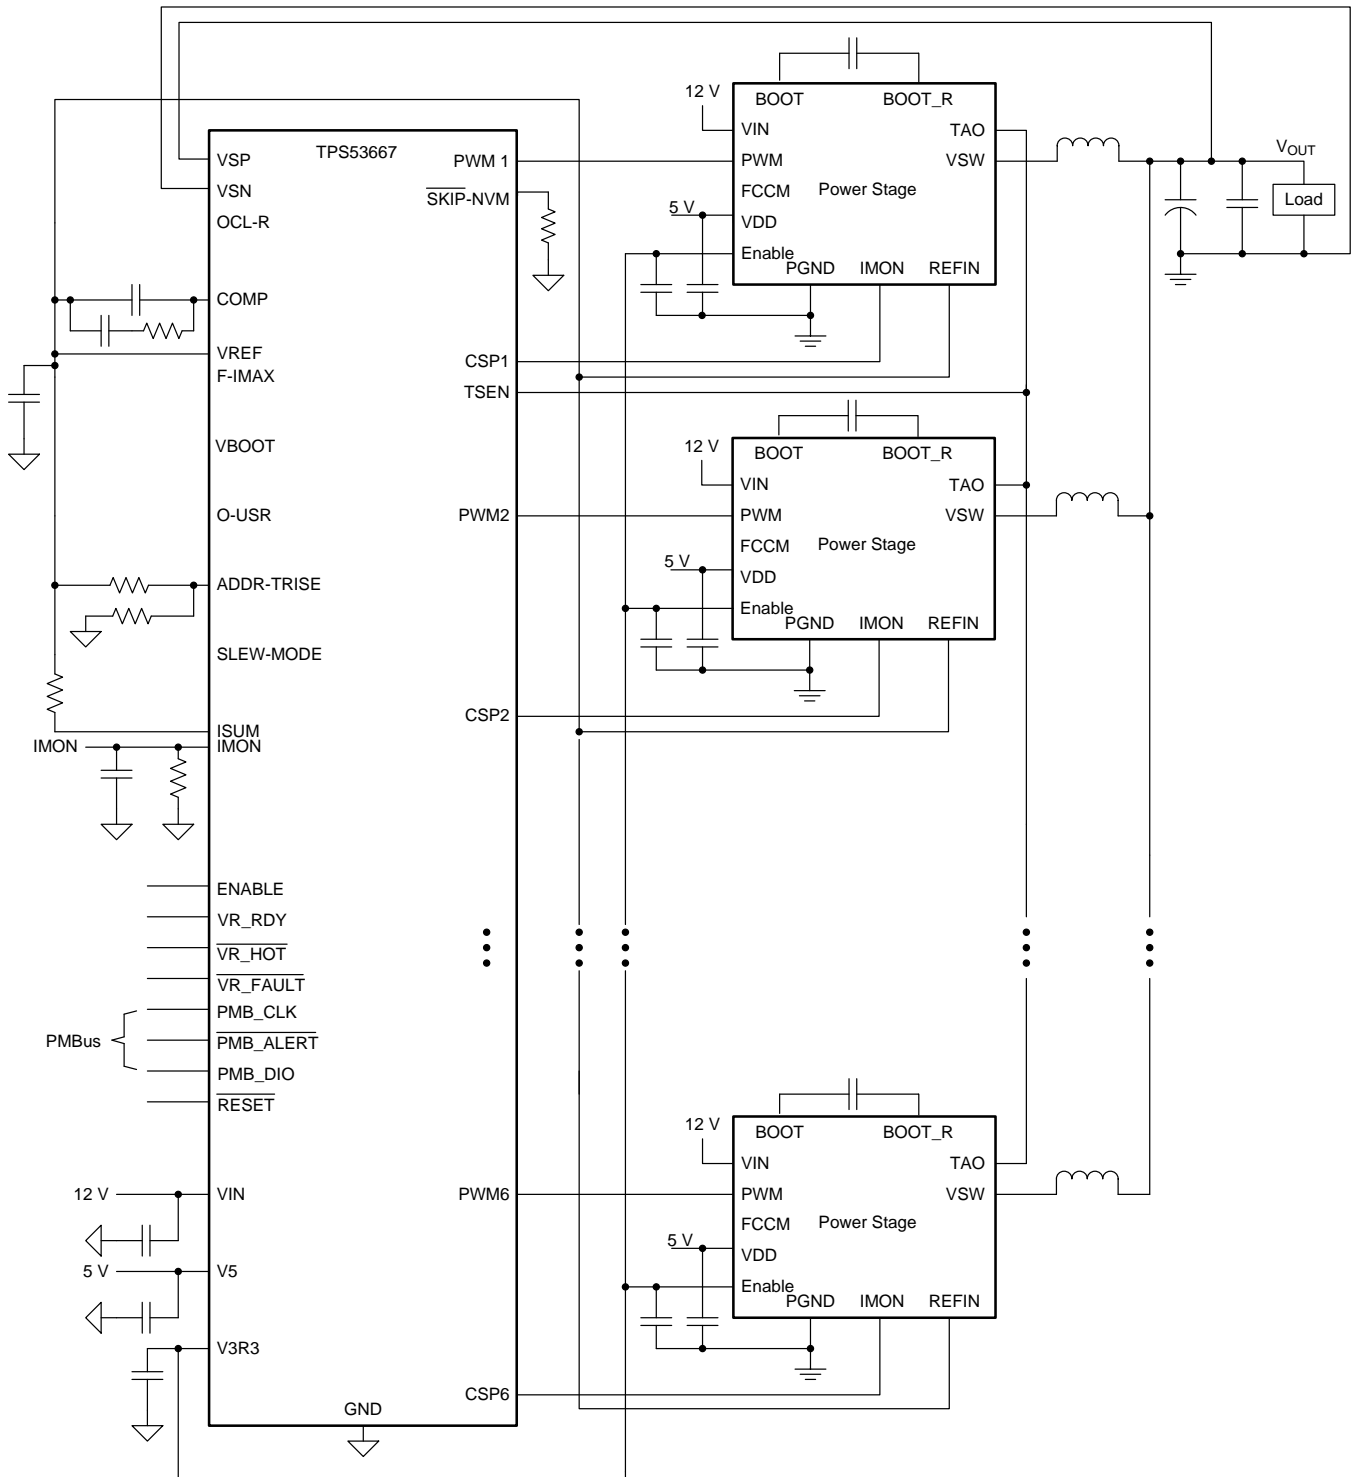 TPS53667
VSP
VSN
OCL-R
COMP
VREF
F-IMAX
VBOOT
O-USR
ADDR-TRISE
SLEW-MODE
ISUM
IMON
IMON
ENABLE
VR_RDY
VR_HOT
VR_FAULT
PMB_CLK
PMBus
PMB_ALERT
PMB_DIO
RESET
12 V
VIN
5 V
V5
V3R3
GND
PWM 1
SKIP-NVM
CSP1
TSEN
PWM2
CSP2
PWM6
CSP6
12 V
BOOT
BOOT_R
VIN
TAO
PWM
VSW
FCCM
Power Stage
5 V
VDD
Enable
PGND
IMON
REFIN
VOUT
Load
12 V
BOOT
BOOT_R
VIN
TAO
PWM
VSW
FCCM
Power Stage
5 V
VDD
Enable
PGND
IMON
REFIN
12 V
BOOT
BOOT_R
VIN
TAO
PWM
VSW
FCCM
Power Stage
5 V
VDD
Enable
PGND
IMON
REFIN